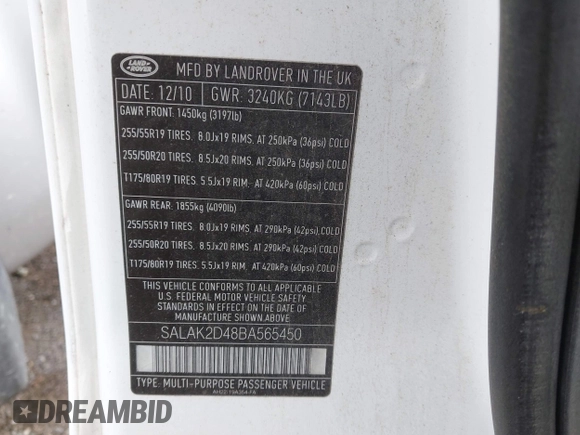 LAND
ROVER
MFD BY LANDROVER IN THE UK
DATE: 12/10 GWR: 3240KG (7143LB)
GAWR FRONT: 1450kg (3197lb)
255/55R19 TIRES. 8.0Jx19 RIMS. AT 250kPa (36psi) COLD
255/50R20 TIRES. 8.5Jx20 RIMS. AT 250kPa (36psi) COLD
T175/80R19 TIRES. 5.5Jx19 RIM. AT 420kPa (60psi) COLD
GAWR REAR: 1855kg (4090lb)
255/55R19 TIRES. 8.0Jx19 RIMS. AT 290kPa (42psi) COLD
255/50R20 TIRES. 8.5Jx20 RIMS. AT 290kPa (42psi) COLD
T175/80R19 TIRES. 5.5Jx19 RIM. AT 420kPa (60psi) COLD
THIS VEHICLE CONFORMS TO ALL APPLICABLE
U.S. FEDERAL MOTOR VEHICLE SAFETY
STANDARDS IN EFFECT ON THE DATE OF
MANUFACTURE SHOWN ABOVE.
SALAK2D48BA565450
TYPE: MULTI-PURPOSE PASSENGER VEHICLE
DREAMBID